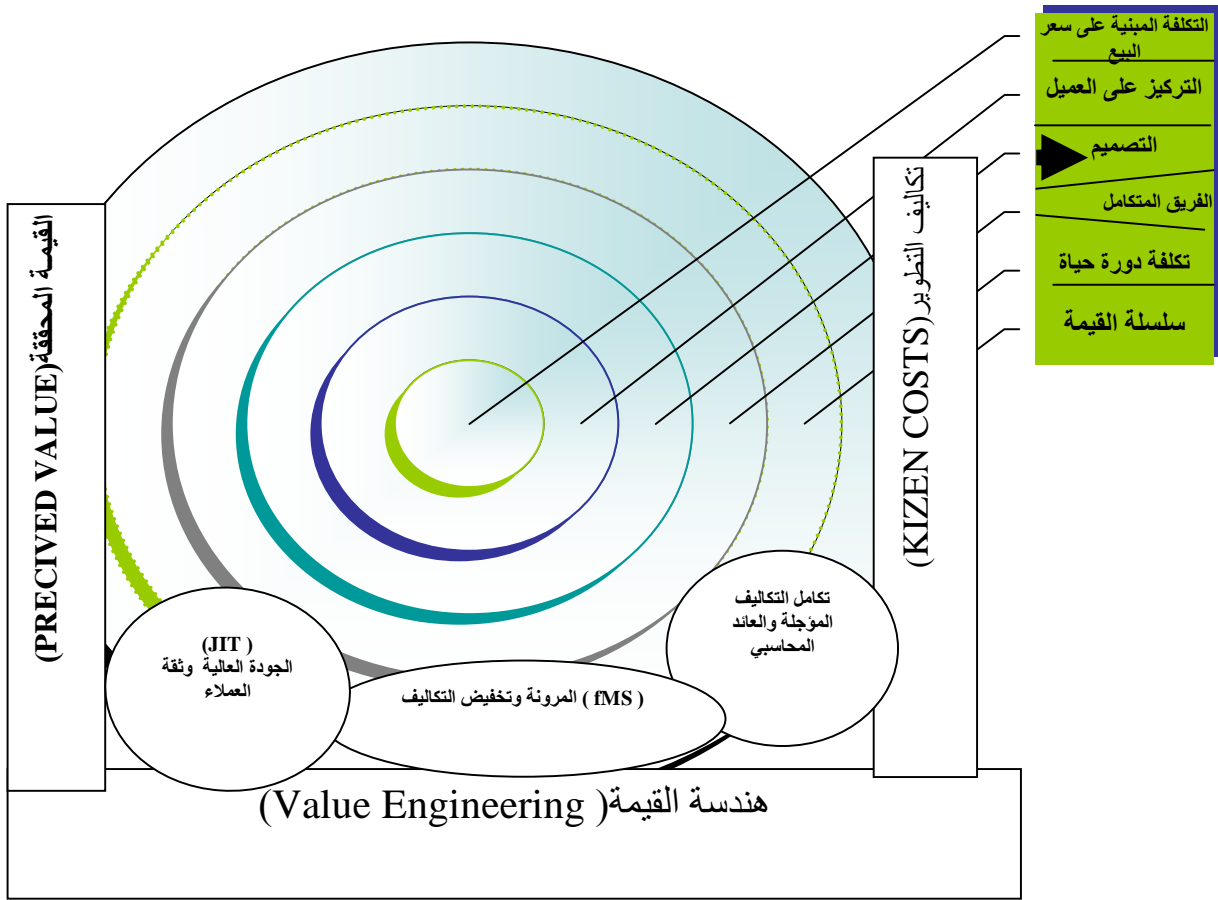 التكلفة المبنية على سعر
البيع
التركيز على العميل
التصميم
الفريق المتكامل
تكلفة دورة حياة
سلسلة القيمة
تكاليف التطوير(KIZEN COSTS)
القيمـة المحققة(PRECIVED VALUE)
تكامل التكاليف
المؤجلة والعائد
المحاسبي
(JIT )
الجودة العالية وثقة
العملاء
( fMS ) المرونة وتخفيض التكاليف
هندسة القيمة( Value Engineering)